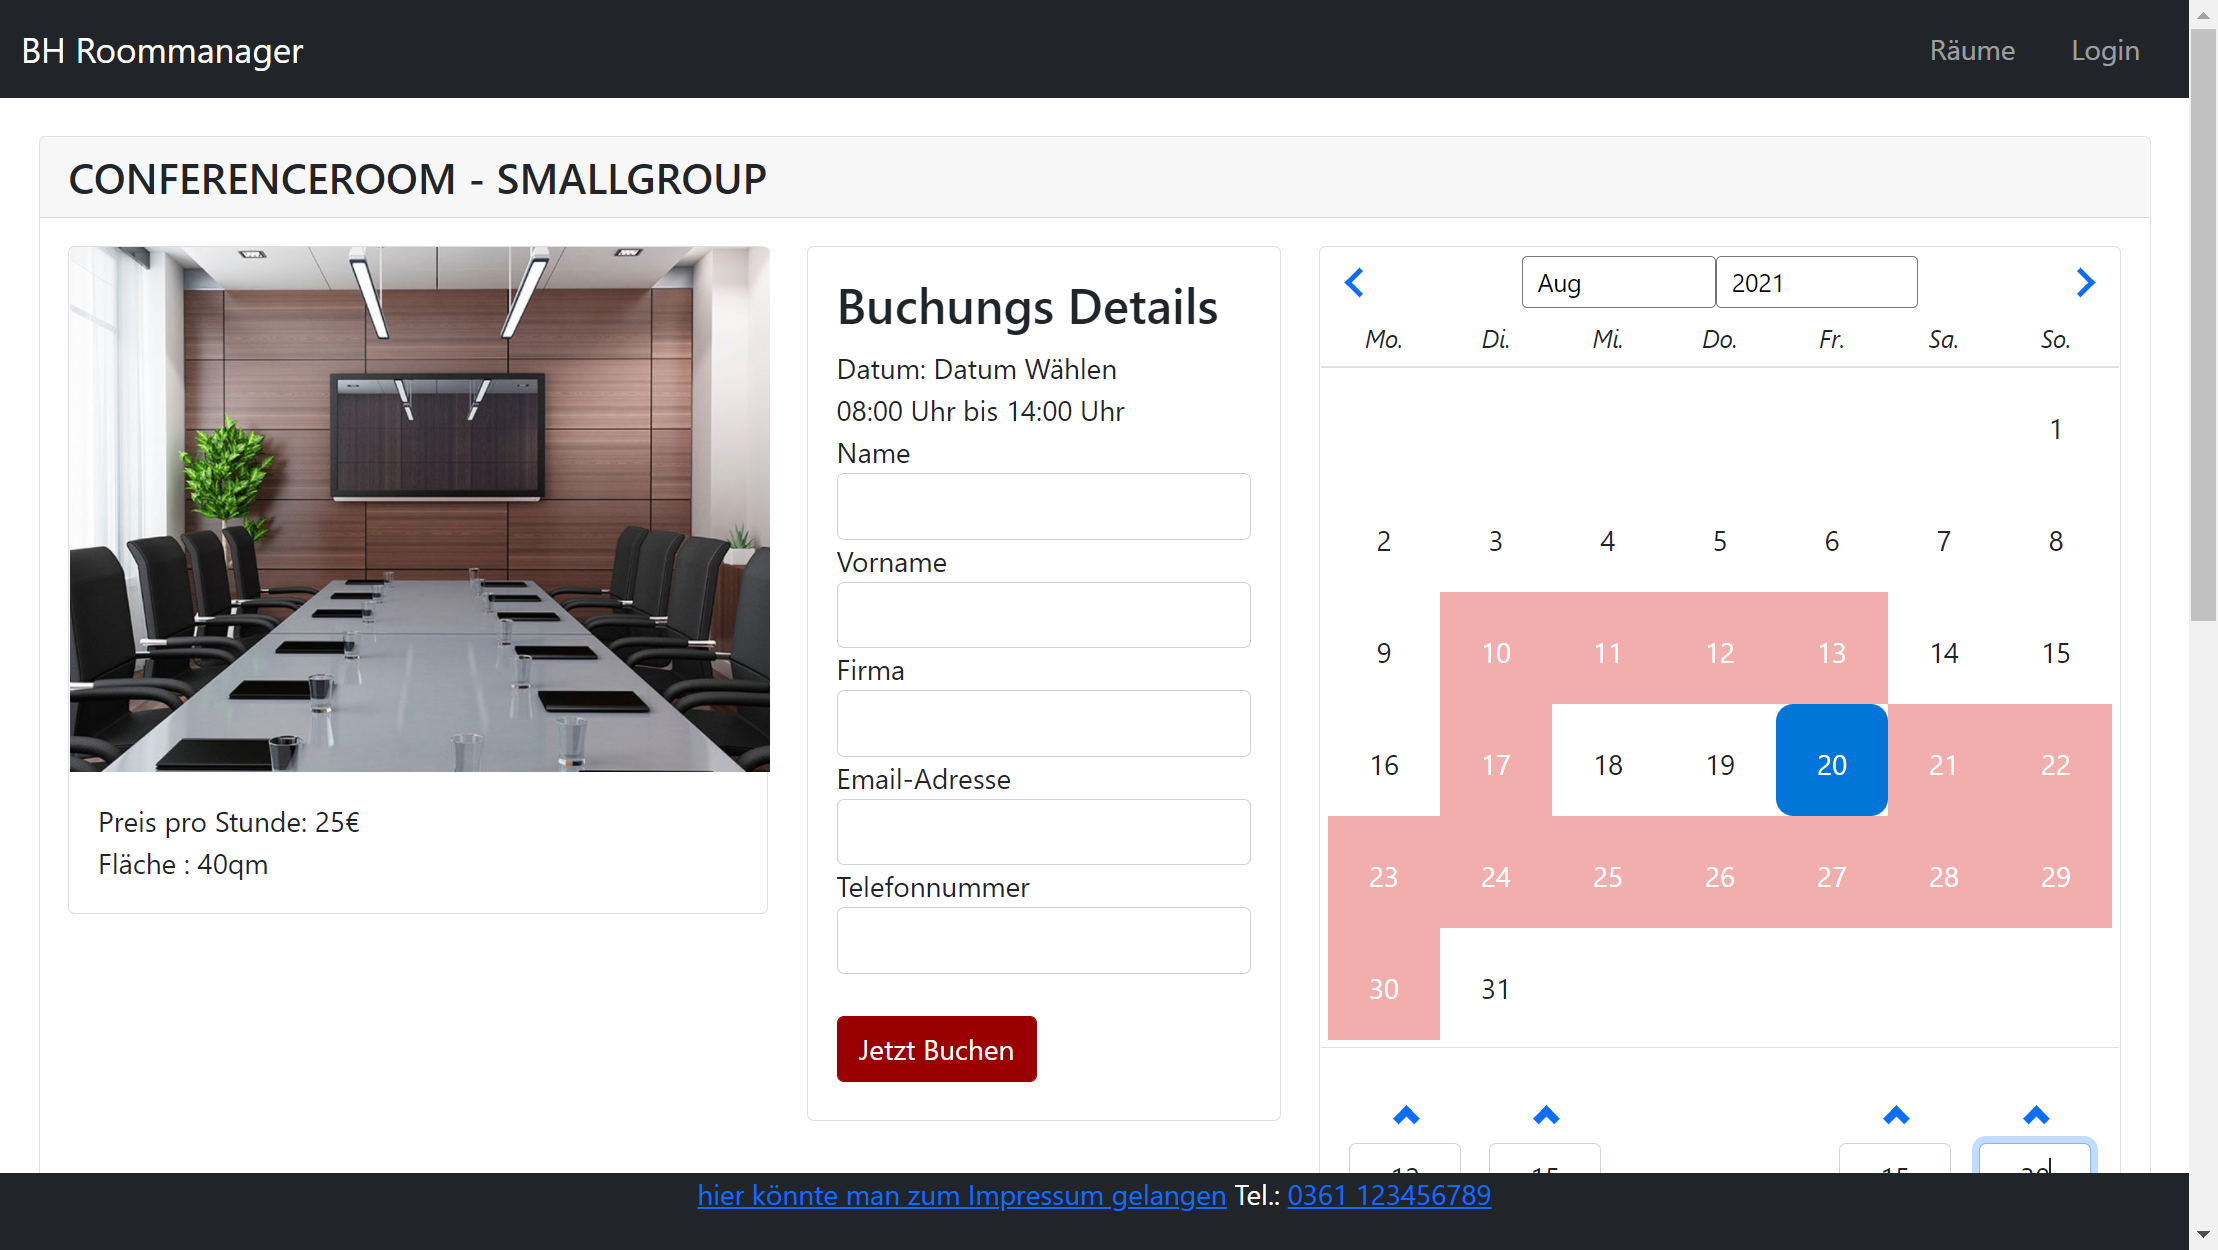 BH Roommanager
Räume
Login
CONFERENCEROOM - SMALLGROUP
Preis pro Stunde: 25€
Fläche : 40qm
Buchungs Details
Datum: Datum Wählen
08:00 Uhr bis 14:00 Uhr
Name
Vorname
Firma
Email-Adresse
Telefonnummer
Jetzt Buchen
Aug 2021
Mo. Di. Mi. Do. Fr. Sa. So.
1
2 3 4 5 6 7 8
9 10 11 12 13 14 15
16 17 18 19 20 21 22
23 24 25 26 27 28 29
30 31
hier könnte man zum Impressum gelangen Tel.: 0361 123456789